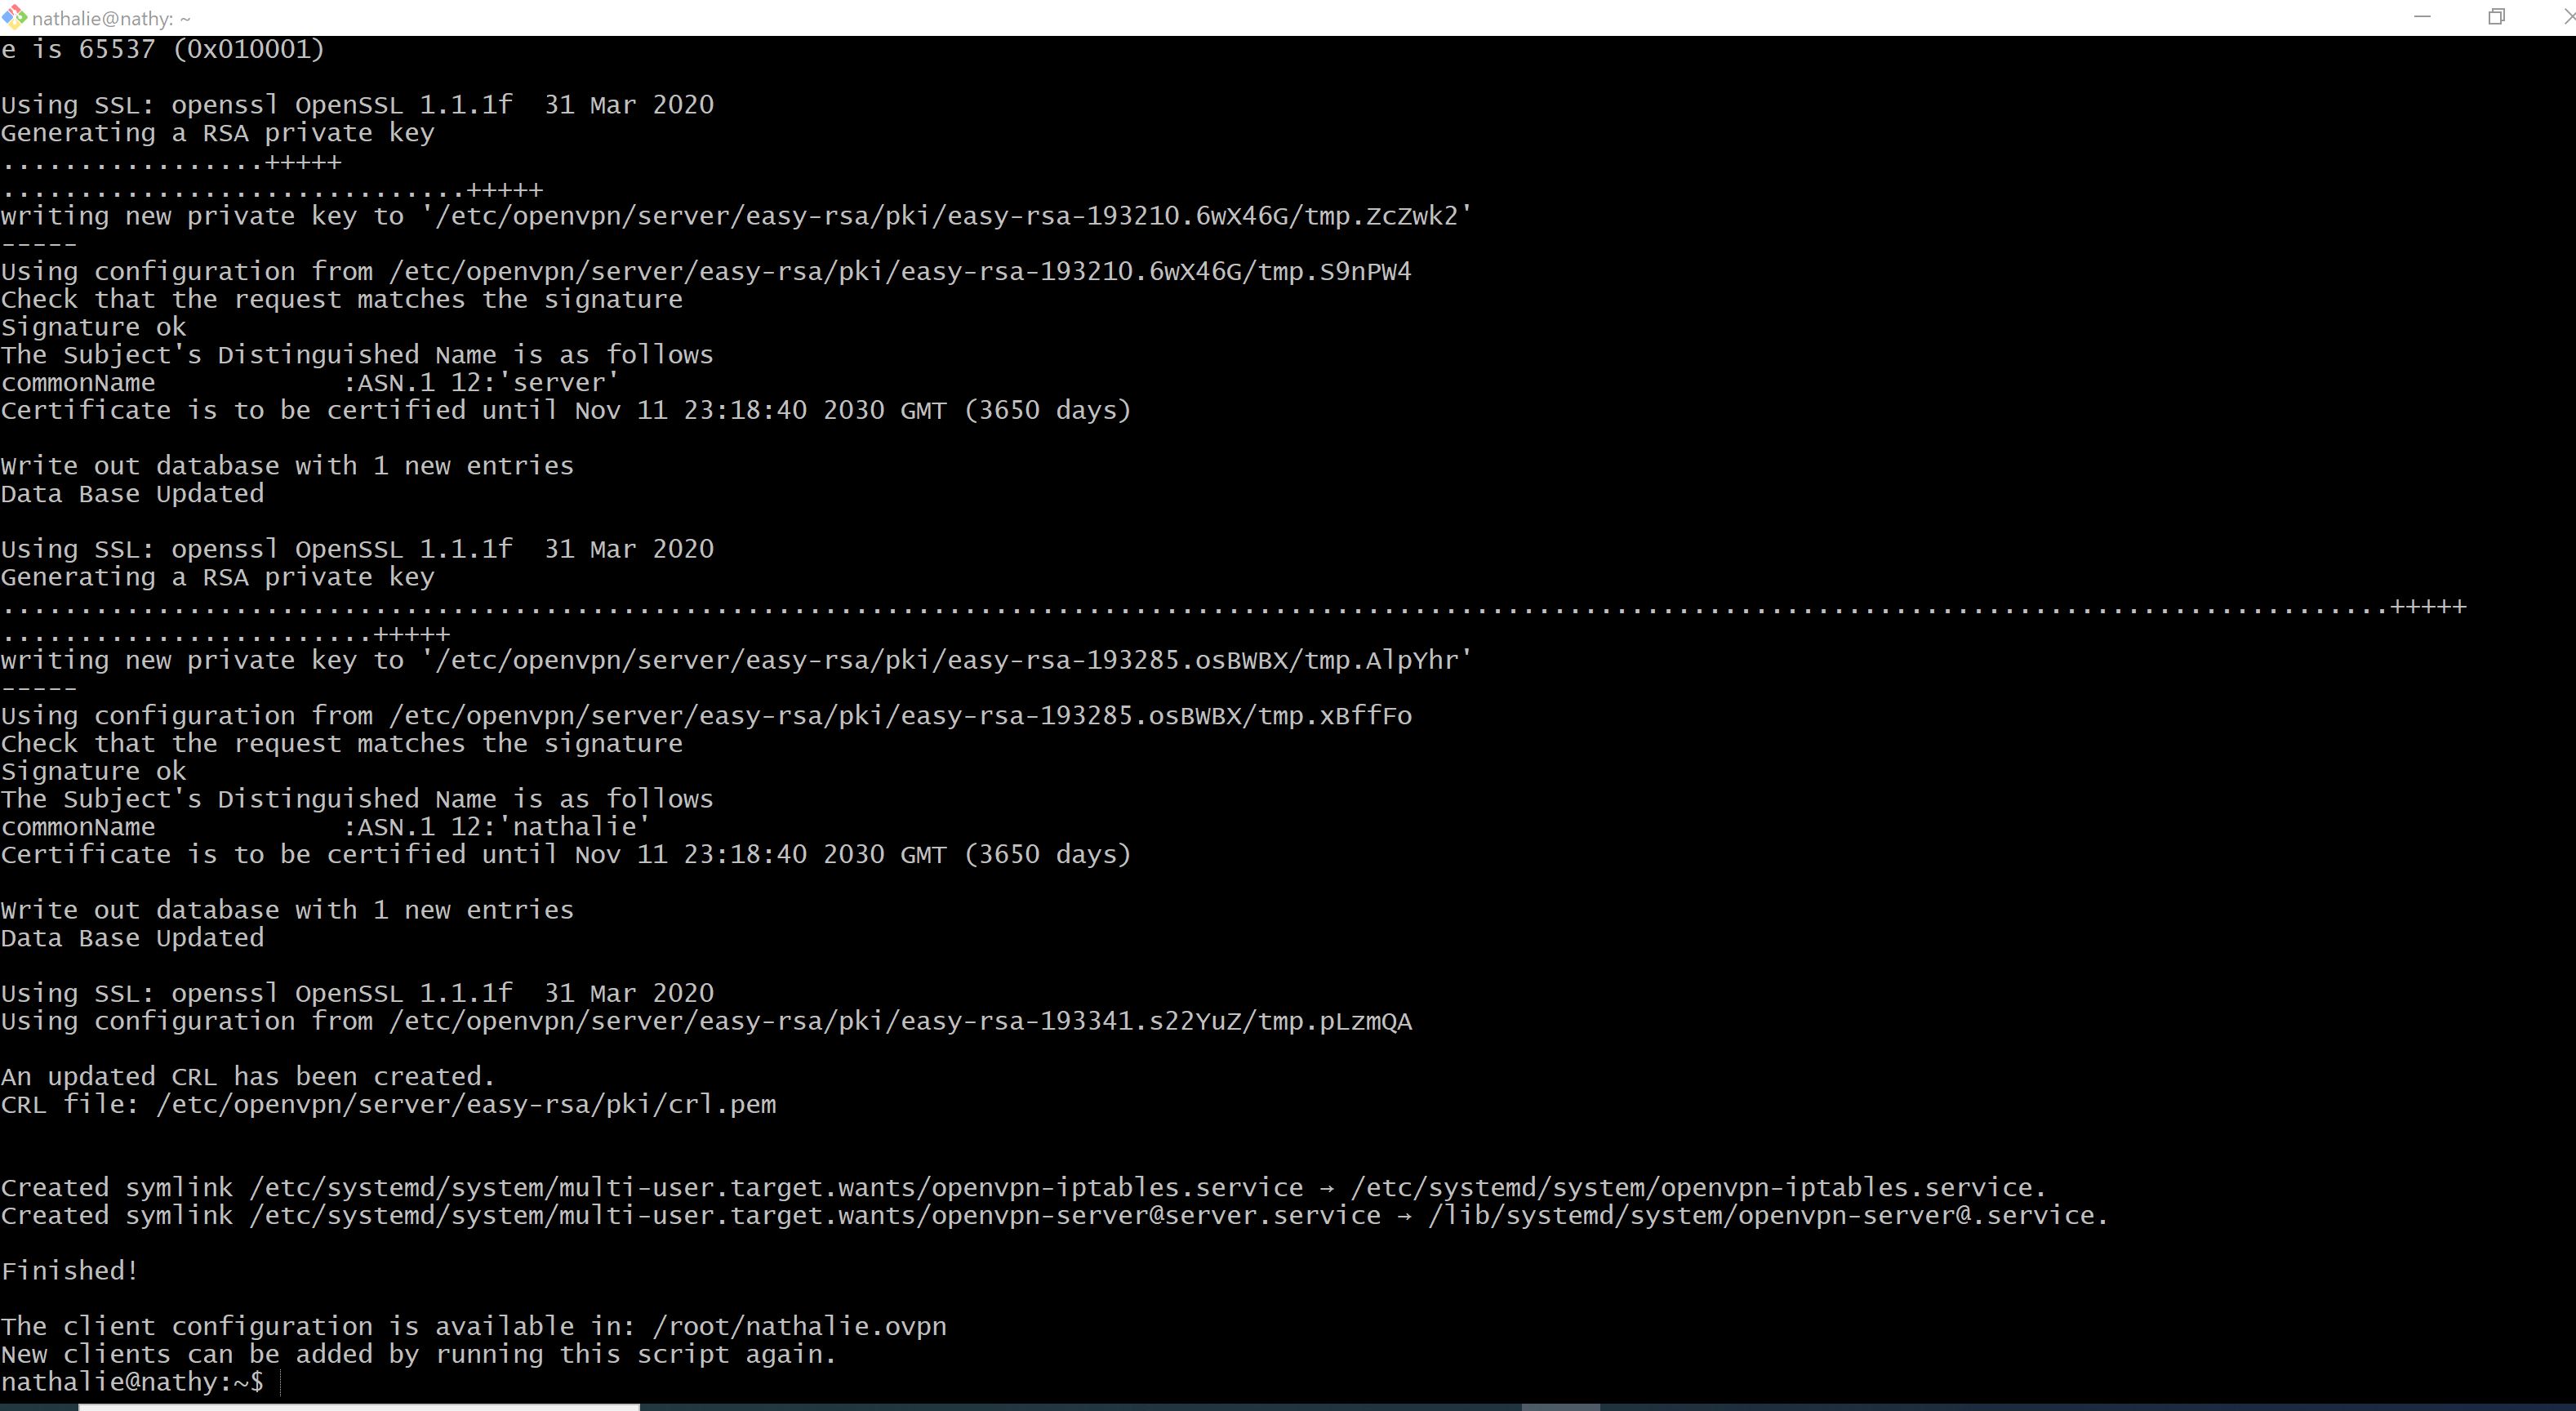 nathalie@nathy: ~
e is 65537 (0x010001)
Using SSL: openssl OpenSSL 1.1.1f  31 Mar 2020
Generating a RSA private key
.................+++++
..............................+++++
writing new private key to '/etc/openvpn/server/easy-rsa/pki/easy-rsa-193210.6wX46G/tmp.ZcZwk2'
-----
Using configuration from /etc/openvpn/server/easy-rsa/pki/easy-rsa-193210.6wX46G/tmp.S9nPW4
Check that the request matches the signature
Signature ok
The Subject's Distinguished Name is as follows
commonName            :ASN.1 12:'server'
Certificate is to be certified until Nov 11 23:18:40 2030 GMT (3650 days)
Write out database with 1 new entries
Data Base Updated
Using SSL: openssl OpenSSL 1.1.1f  31 Mar 2020
Generating a RSA private key
..........................................................................................................................................................+++++
........................+++++
writing new private key to '/etc/openvpn/server/easy-rsa/pki/easy-rsa-193285.osBWBX/tmp.AlpYhr'
-----
Using configuration from /etc/openvpn/server/easy-rsa/pki/easy-rsa-193285.osBWBX/tmp.xBffFo
Check that the request matches the signature
Signature ok
The Subject's Distinguished Name is as follows
commonName            :ASN.1 12:'nathalie'
Certificate is to be certified until Nov 11 23:18:40 2030 GMT (3650 days)
Write out database with 1 new entries
Data Base Updated
Using SSL: openssl OpenSSL 1.1.1f  31 Mar 2020
Using configuration from /etc/openvpn/server/easy-rsa/pki/easy-rsa-193341.s22YuZ/tmp.pLzmQA
An updated CRL has been created.
CRL file: /etc/openvpn/server/easy-rsa/pki/crl.pem
Created symlink /etc/systemd/system/multi-user.target.wants/openvpn-iptables.service → /etc/systemd/system/openvpn-iptables.service.
Created symlink /etc/systemd/system/multi-user.target.wants/openvpn-server@server.service → /lib/systemd/system/openvpn-server@.service.
Finished!
The client configuration is available in: /root/nathalie.ovpn
New clients can be added by running this script again.
nathalie@nathy:~$